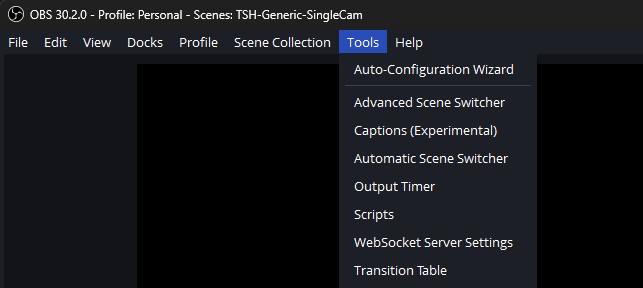 OBS 30.2.0 - Profile: Personal - Scenes: TSH-Generic-SingleCam
File Edit View Docks Profile Scene Collection Tools Help
Auto-Configuration Wizard
Advanced Scene Switcher
Captions (Experimental)
Automatic Scene Switcher
Output Timer
Scripts
WebSocket Server Settings
Transition Table